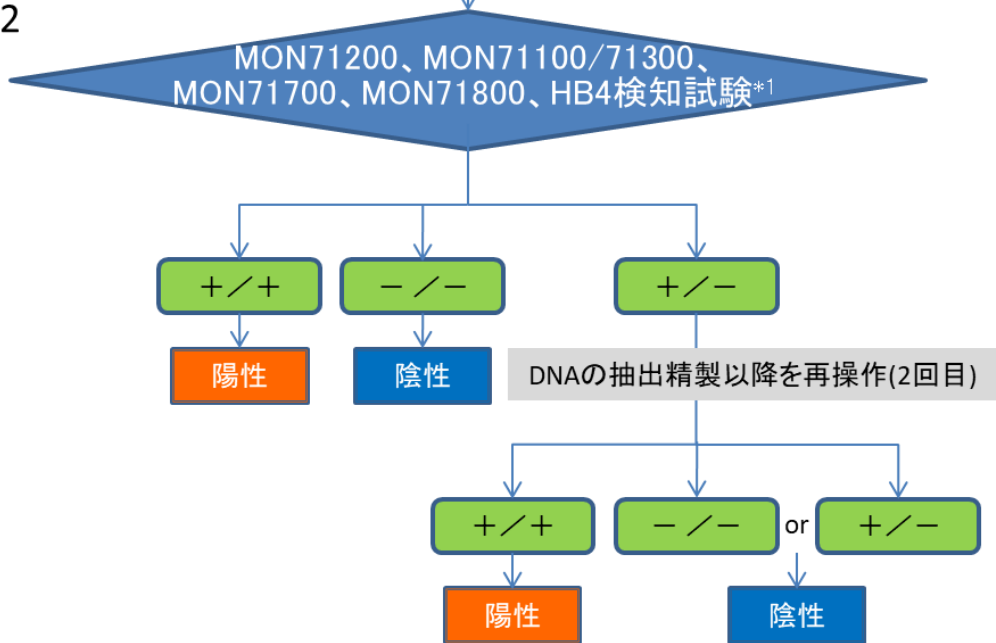 2
MON71200、MON71100/71300、
MON71700、MON71800、HB4検知試験*1
+/+
-/-
+/-
陽性
陰性
DNAの抽出精製以降を再操作(2回目)
+/+
-/-
or
+/-
陽性
陰性